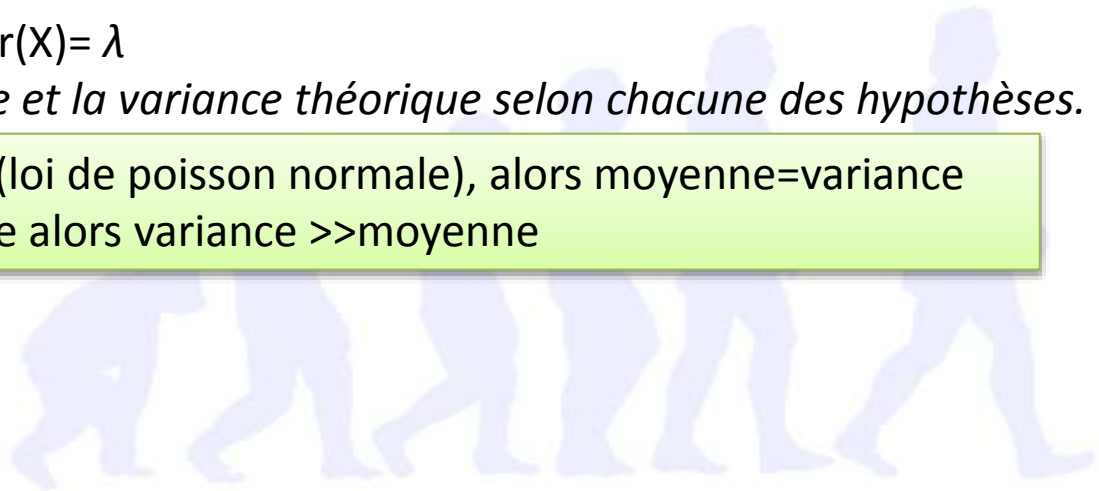 r(X)= λ
e et la variance théorique selon chacune des hypothèses.
(loi de poisson normale), alors moyenne=variance
e alors variance >>moyenne